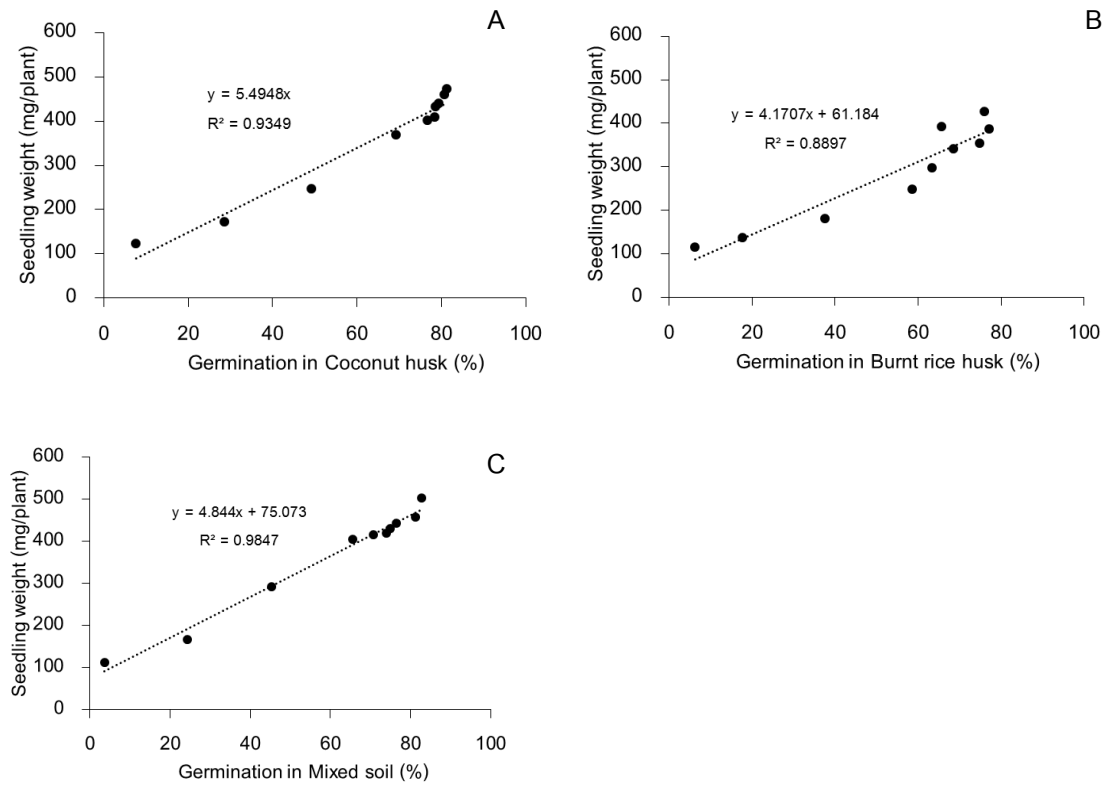 A
600
500
400
300
200
100
0
Seedling weight (mg/plant)
y = 5.4948x
R² = 0.9349
0 20 40 60 80 100
Germination in Coconut husk (%)
B
600
500
400
300
200
100
0
Seedling weight (mg/plant)
y = 4.1707x + 61.184
R² = 0.8897
0 20 40 60 80 100
Germination in Burnt rice husk (%)
C
600
500
400
300
200
100
0
Seedling weight (mg/plant)
y = 4.844x + 75.073
R² = 0.9847
0 20 40 60 80 100
Germination in Mixed soil (%)